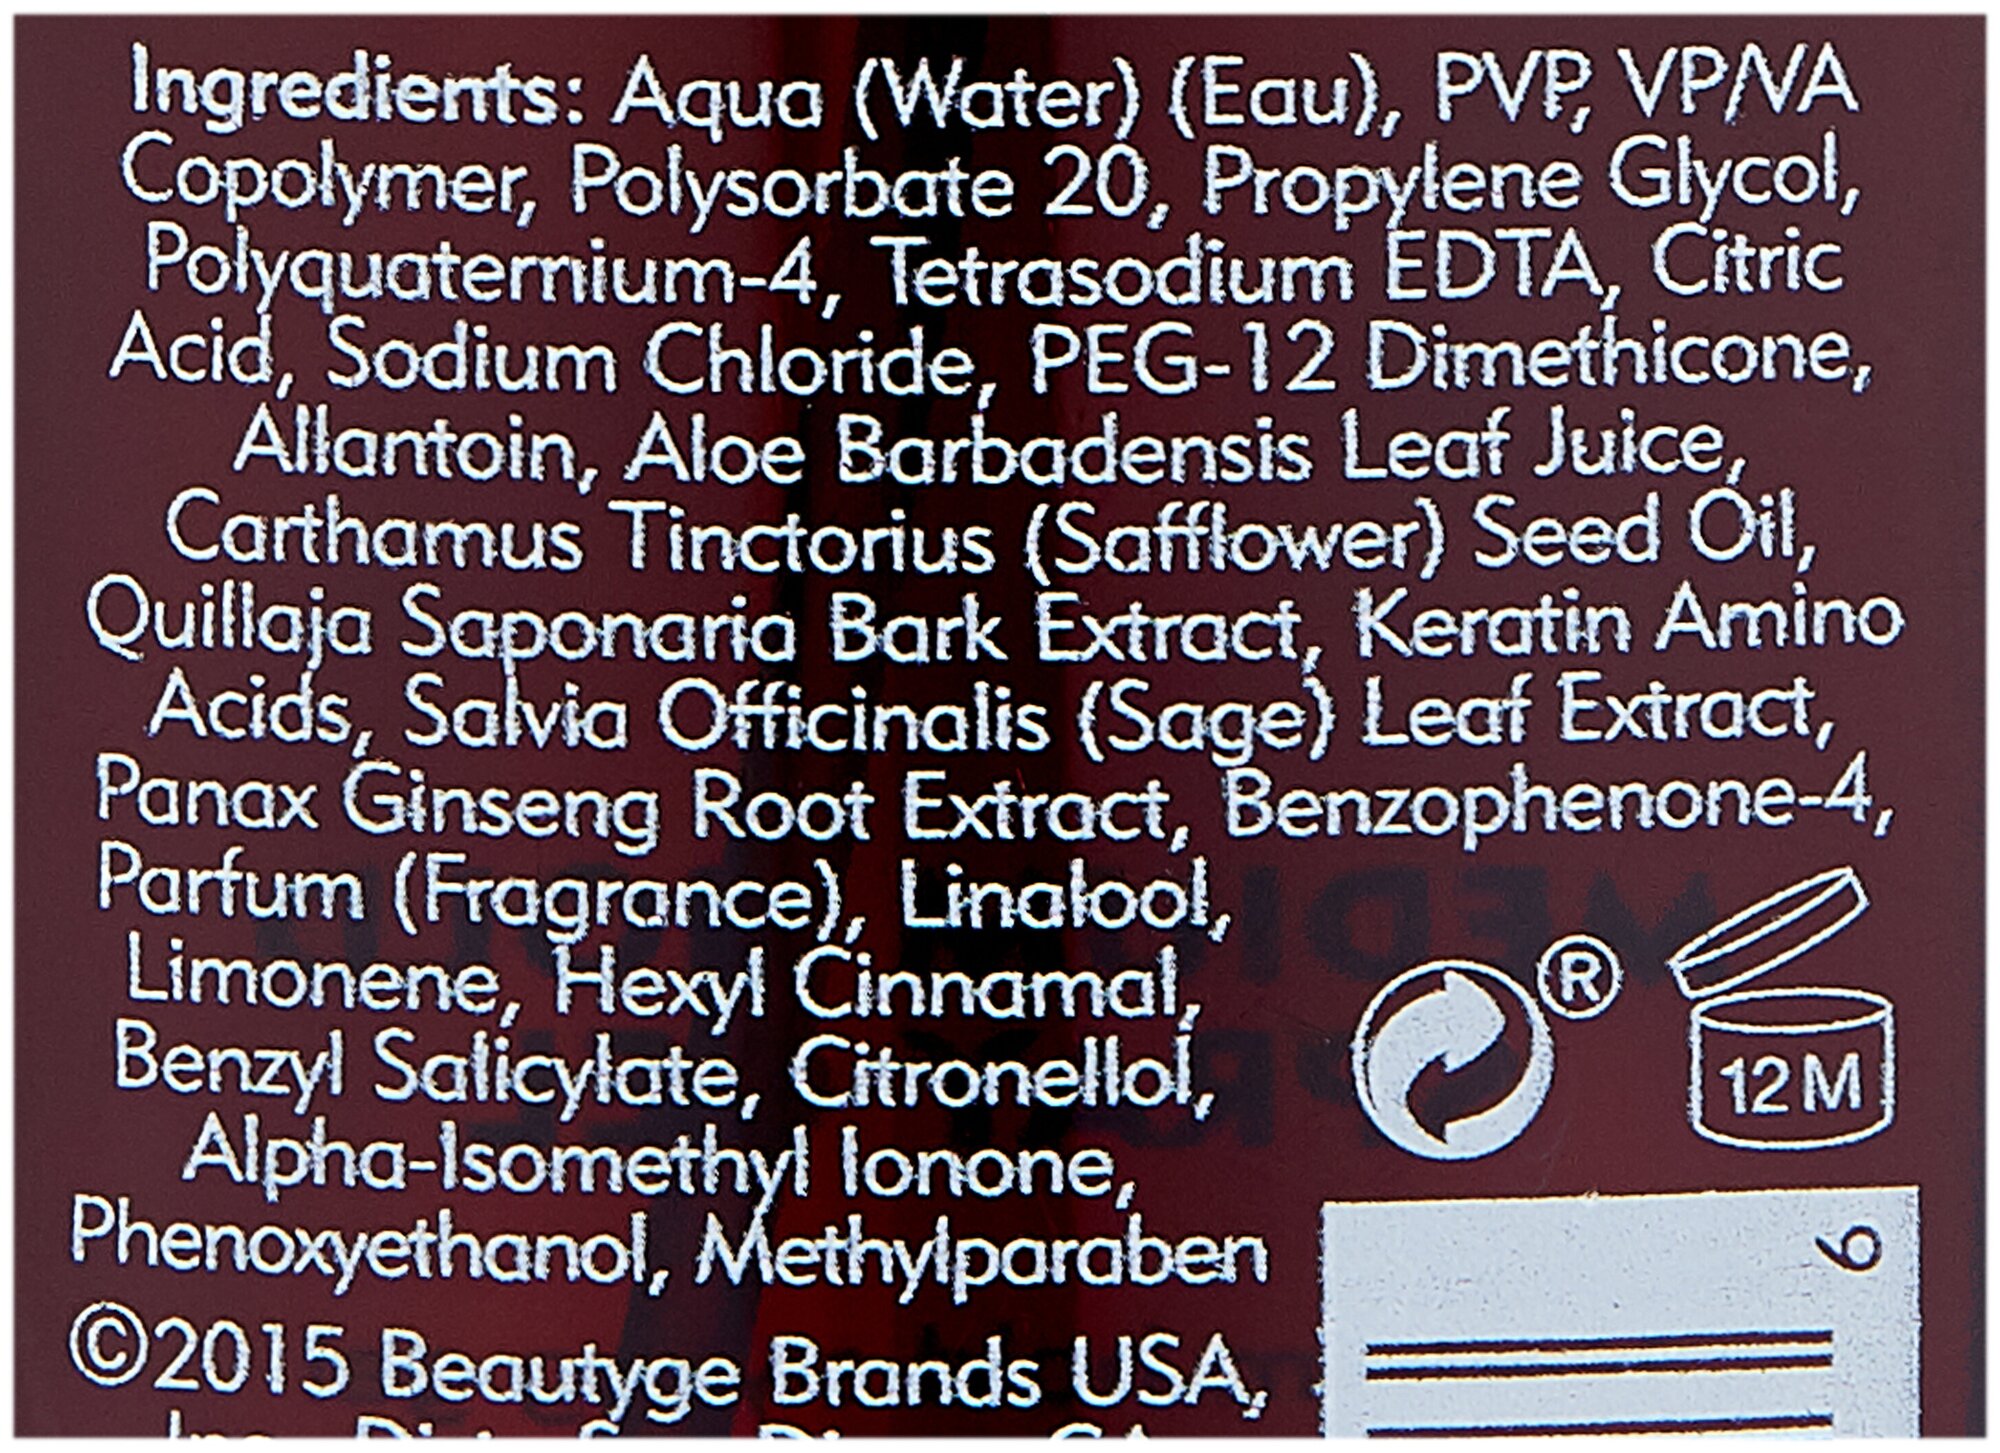 Ingredients: Aqua (Water) (Eau), PVP, VP/VA
Copolymer, Polysorbate 20, Propylene Glycol,
Polyquaternium-4, Tetrasodium EDTA, Citric
Acid, Sodium Chloride, PEG-12 Dimethicone,
Allantoin, Aloe Barbadensis Leaf Juice,
Carthamus Tinctorius (Safflower) Seed Oil,
Quillaja Saponaria Bark Extract, Keratin Amino
Acids, Salvia Officinalis (Sage) Leaf Extract,
Panax Ginseng Root Extract, Benzophenone-4,
Parfum (Fragrance), Linalool,
Limonene, Hexyl Cinnamal,
Benzyl Salicylate, Citronellol,
Alpha-Isomethyl Ionone,
Phenoxyethanol, Methylparaben
®
12M
©2015 Beautyge Brands USA,
6